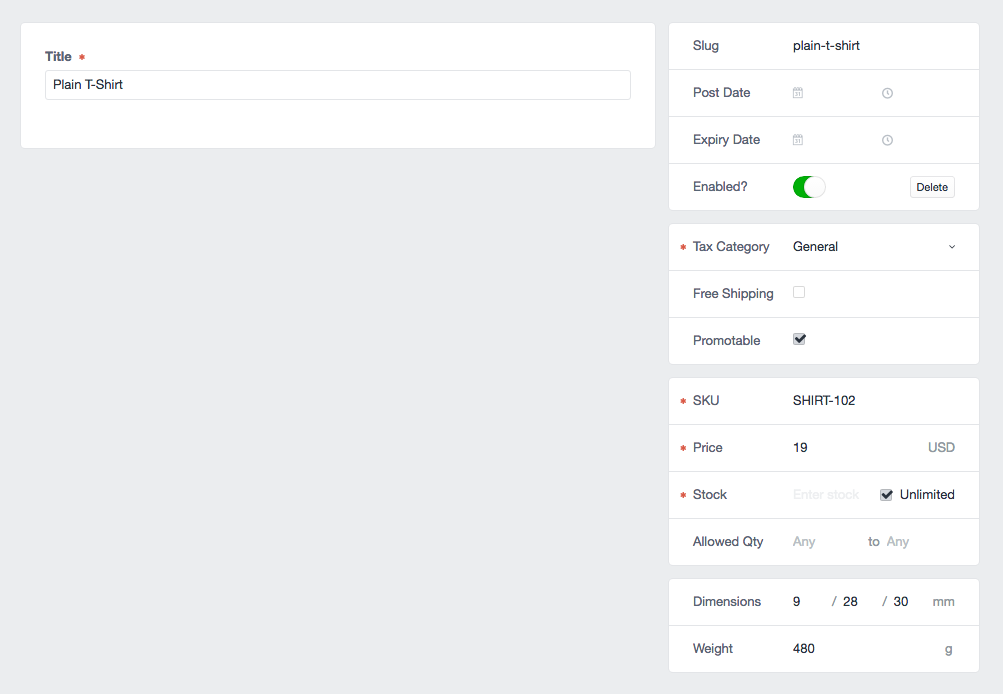 Title *
Plain T-Shirt
Slug plain-t-shirt
Post Date
Expiry Date
Enabled? Delete
* Tax Category General
Free Shipping
Promotable
* SKU SHIRT-102
* Price 19 USD
* Stock Enter stock Unlimited
Allowed Qty Any to Any
Dimensions 9 / 28 / 30 mm
Weight 480 g